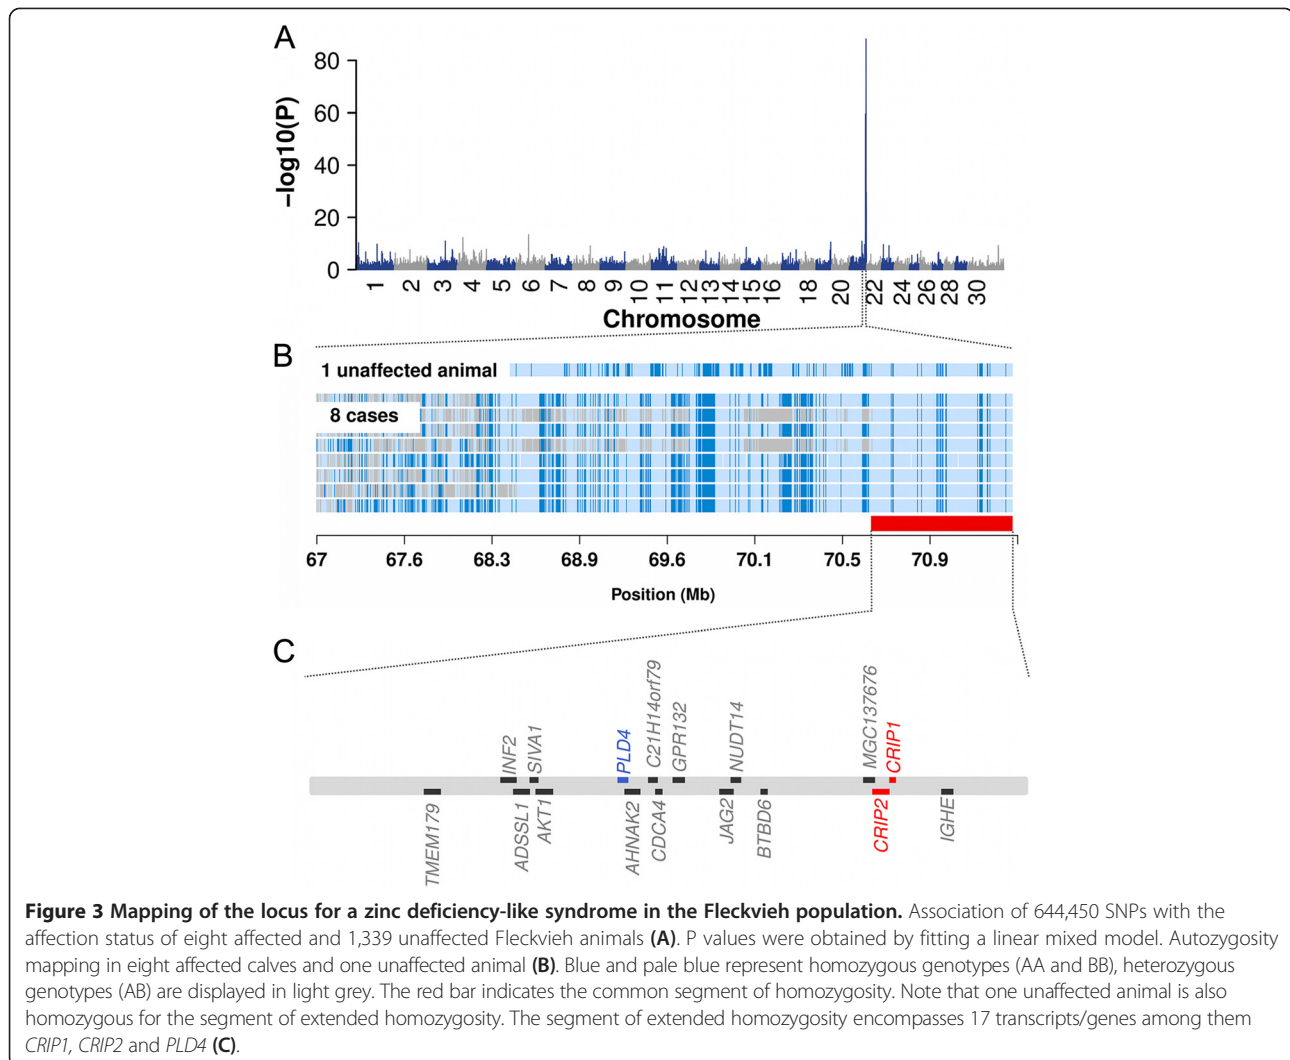 A
80
60
40
20
0
−log10(P)
1 2 3 4 5 6 7 8 9 10 11 12 13 14 15 16 18 20 22 24 26 28 30
Chromosome
B
1 unaffected animal
8 cases
67 67.6 68.3 68.9 69.6 70.1 70.5 70.9
Position (Mb)
C
TMEM179 INF2 ADSSL1 SIVA1 AKT1 PLD4 AHNAK2 C21H14orf79 CDCA4 GPR132 JAG2 NUDT14 BTBD6 MGC137676 CRIP2 CRIP1 IGHE
Figure 3 Mapping of the locus for a zinc deficiency-like syndrome in the Fleckvieh population. Association of 644,450 SNPs with the
affection status of eight affected and 1,339 unaffected Fleckvieh animals (A). P values were obtained by fitting a linear mixed model. Autozygosity
mapping in eight affected calves and one unaffected animal (B). Blue and pale blue represent homozygous genotypes (AA and BB), heterozygous
genotypes (AB) are displayed in light grey. The red bar indicates the common segment of homozygosity. Note that one unaffected animal is also
homozygous for the segment of extended homozygosity. The segment of extended homozygosity encompasses 17 transcripts/genes among them
CRIP1, CRIP2 and PLD4 (C).